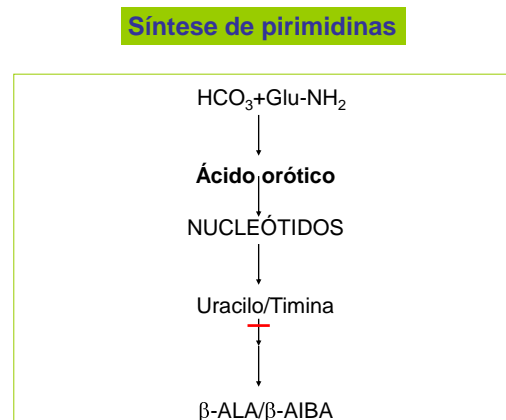 Síntese de pirimidinas
HCO₃+Glu-NH₂
Ácido orótico
NUCLEÓTIDOS
Uracilo/Timina
β-ALA/β-AIBA